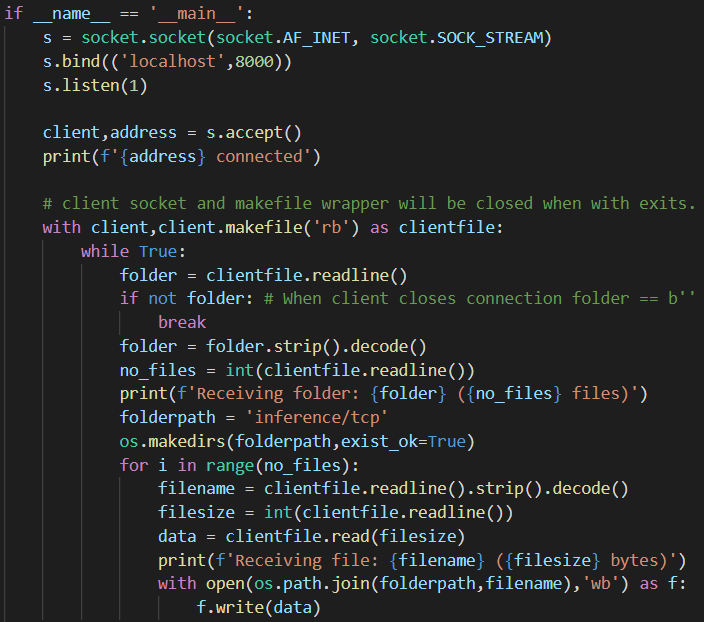 if __name__ == '__main__':
    s = socket.socket(socket.AF_INET, socket.SOCK_STREAM)
    s.bind(('localhost',8000))
    s.listen(1)

    client,address = s.accept()
    print(f'{address} connected')

    # client socket and makefile wrapper will be closed when with exits.
    with client,client.makefile('rb') as clientfile:
        while True:
            folder = clientfile.readline()
            if not folder: # When client closes connection folder == b''
                break
            folder = folder.strip().decode()
            no_files = int(clientfile.readline())
            print(f'Receiving folder: {folder} ({no_files} files)')
            folderpath = 'inference/tcp'
            os.makedirs(folderpath,exist_ok=True)
            for i in range(no_files):
                filename = clientfile.readline().strip().decode()
                filesize = int(clientfile.readline())
                data = clientfile.read(filesize)
                print(f'Receiving file: {filename} ({filesize} bytes)')
                with open(os.path.join(folderpath,filename),'wb') as f:
                    f.write(data)